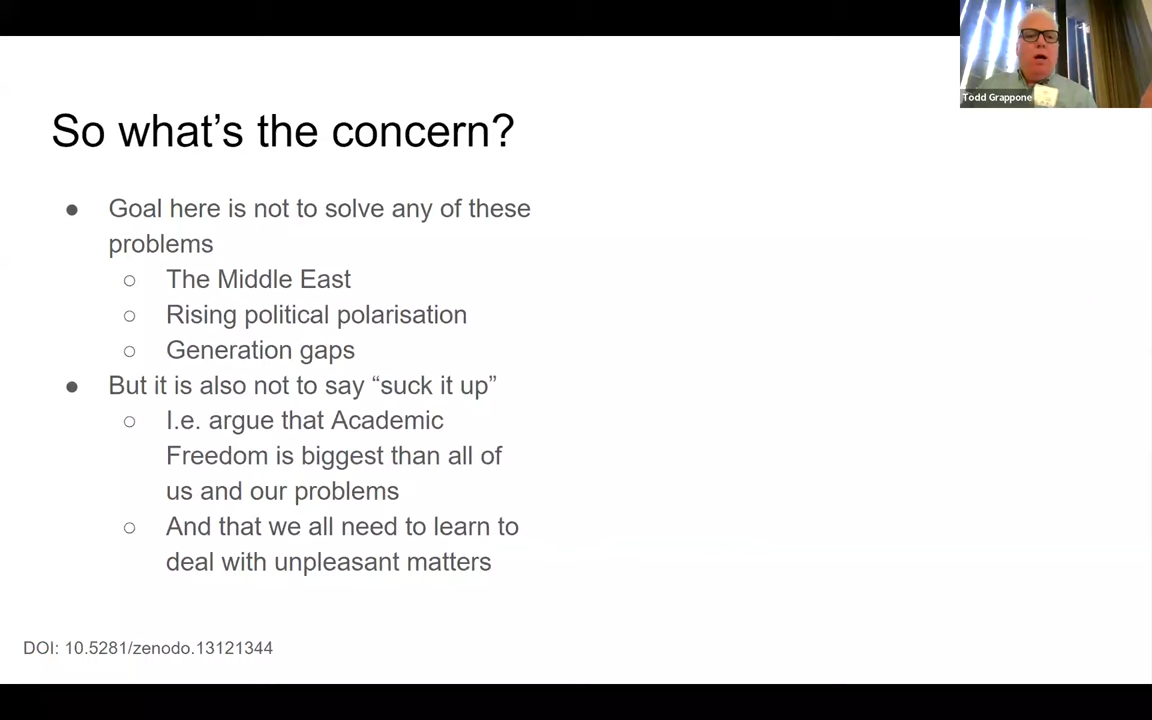 Todd Grappone
So what's the concern?
● Goal here is not to solve any of these
problems
○ The Middle East
○ Rising political polarisation
○ Generation gaps
● But it is also not to say “suck it up”
○ I.e. argue that Academic
Freedom is biggest than all of
us and our problems
○ And that we all need to learn to
deal with unpleasant matters
DOI: 10.5281/zenodo.13121344